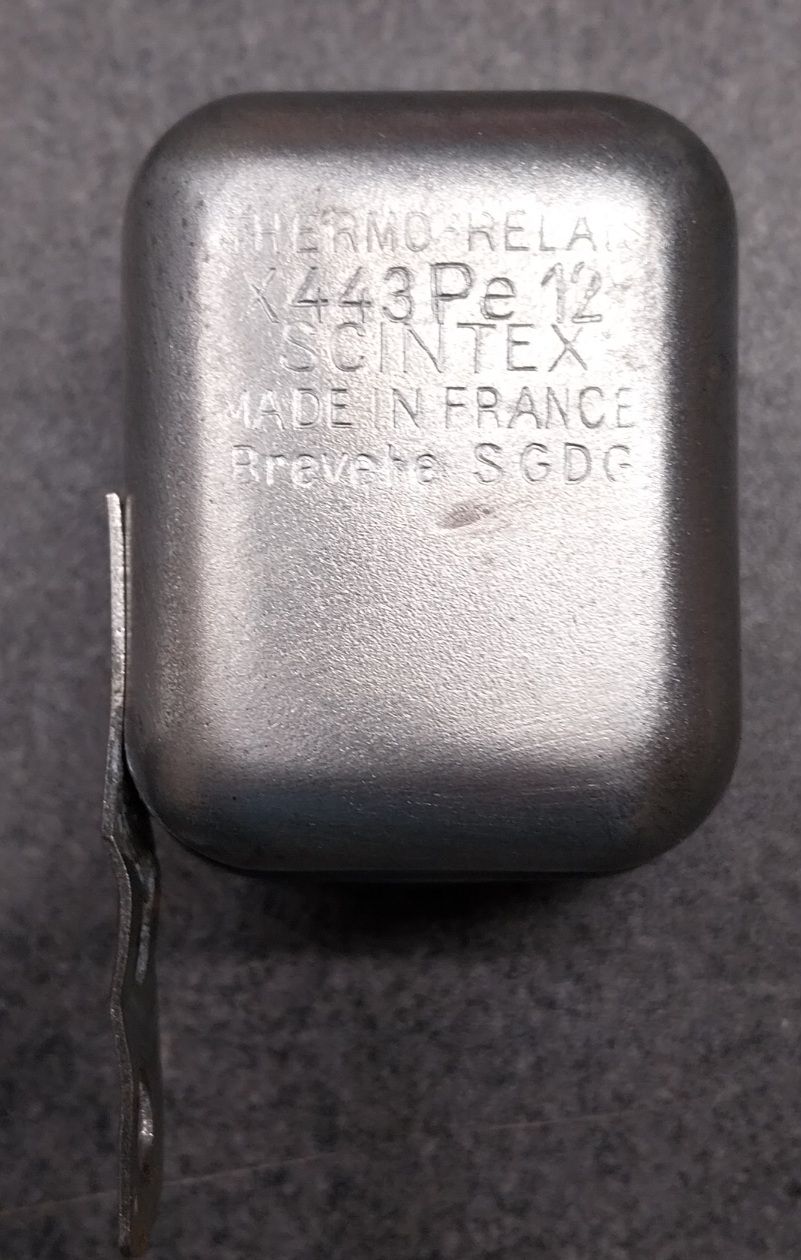 THERMO-RELAIS
X443Pe 12
SCINTEX
MADE IN FRANCE
Brevete SGDG